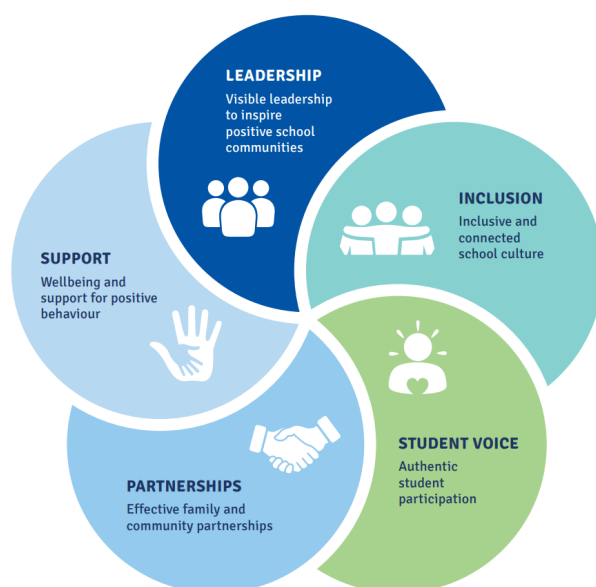 LEADERSHIP
Visible leadership
to inspire
positive school
communities
INCLUSION
Inclusive and
connected
school culture
STUDENT VOICE
Authentic
student
participation
PARTNERSHIPS
Effective family and
community partnerships
SUPPORT
Wellbeing and
support for positive
behaviour